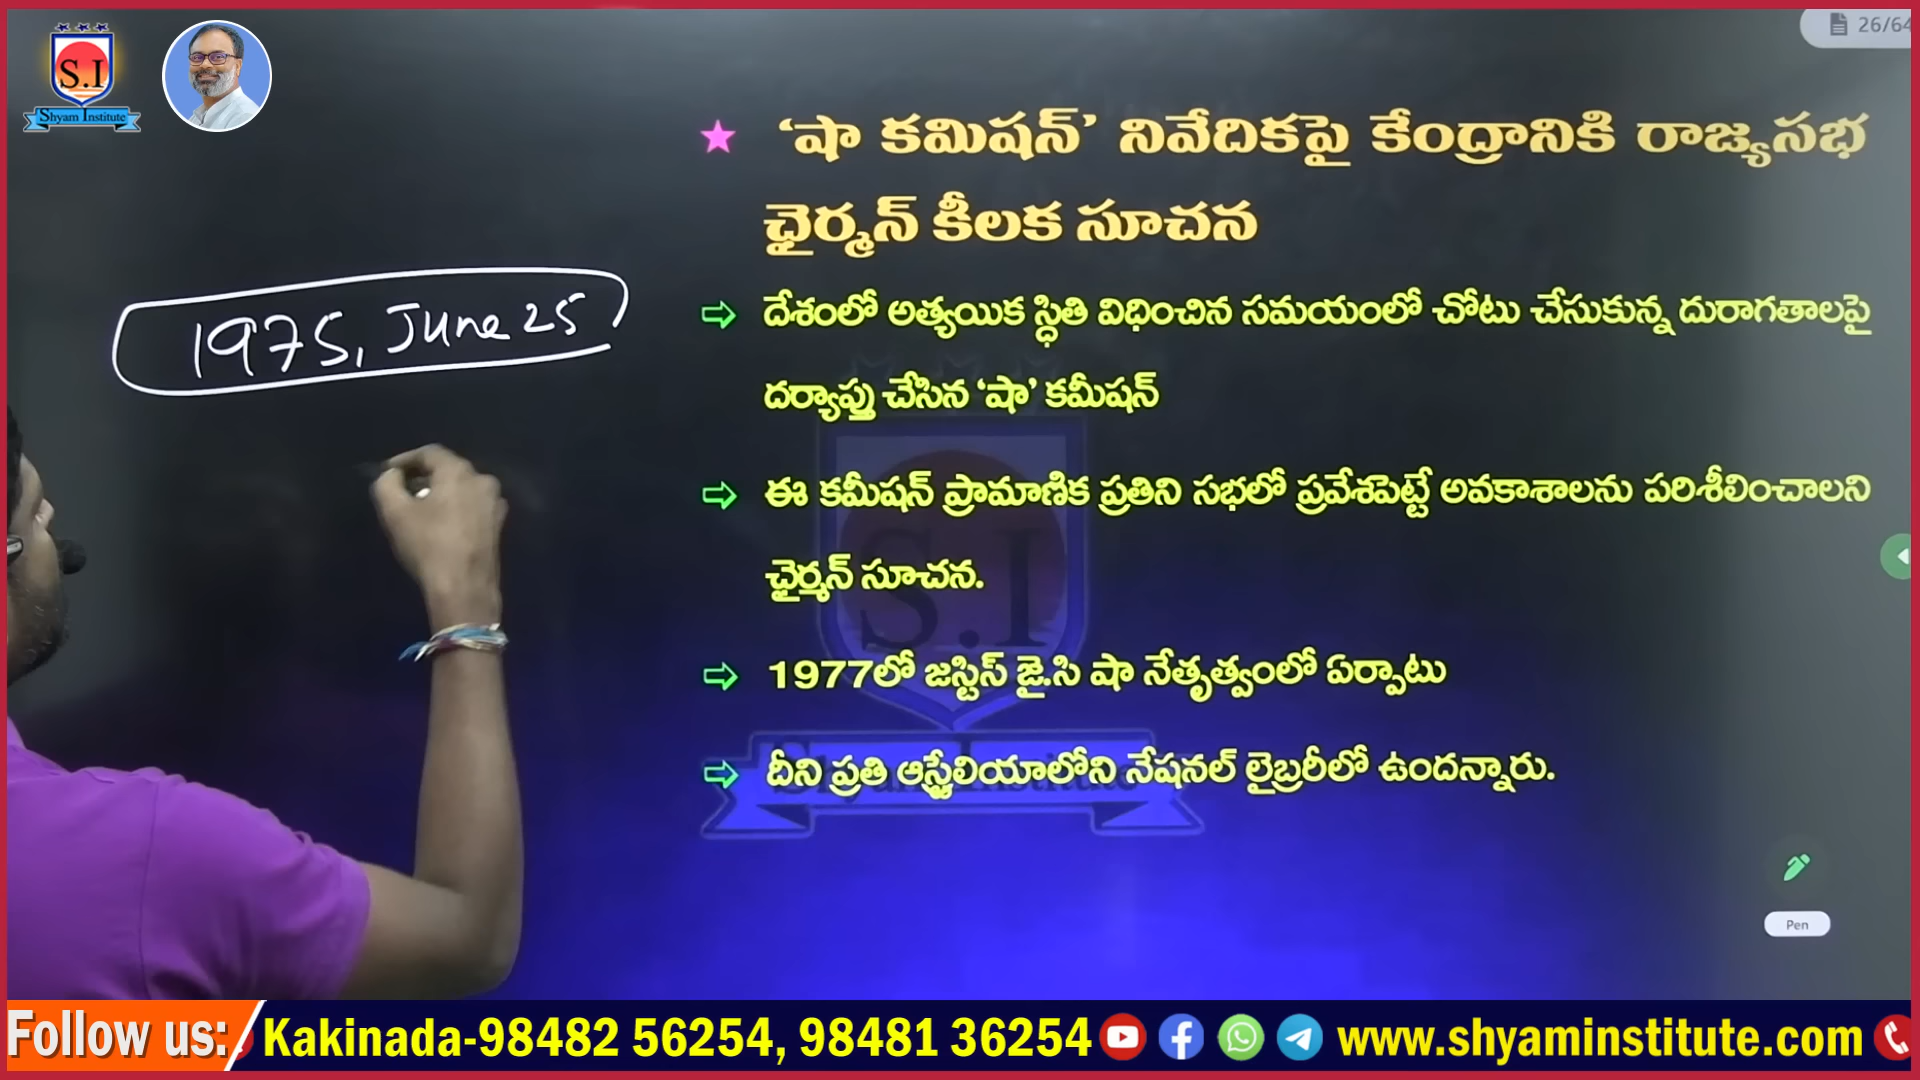 S.I
Shyam Institute
26/64
★ ‘షా కమిషన్’ నివేదికపై కేంద్రానికి రాజ్యసభ
ఛైర్మన్ కీలక సూచన
1975, June 25
⇨ దేశంలో అత్యయిక స్థితి విధించిన సమయంలో చోటు చేసుకున్న దురాగతాలపై
దర్యాప్తు చేసిన ‘షా’ కమీషన్
⇨ ఈ కమీషన్ ప్రామాణిక ప్రతిని సభలో ప్రవేశపెట్టే అవకాశాలను పరిశీలించాలని
ఛైర్మన్ సూచన.
⇨ 1977లో జస్టిస్ జై.సి షా నేతృత్వంలో ఏర్పాటు
⇨ దీని ప్రతి ఆస్ట్రేలియాలోని నేషనల్ లైబ్రరీలో ఉందన్నారు.
S.I
Shyam Institute
Pen
Follow us: Kakinada-98482 56254, 98481 36254 www.shyaminstitute.com